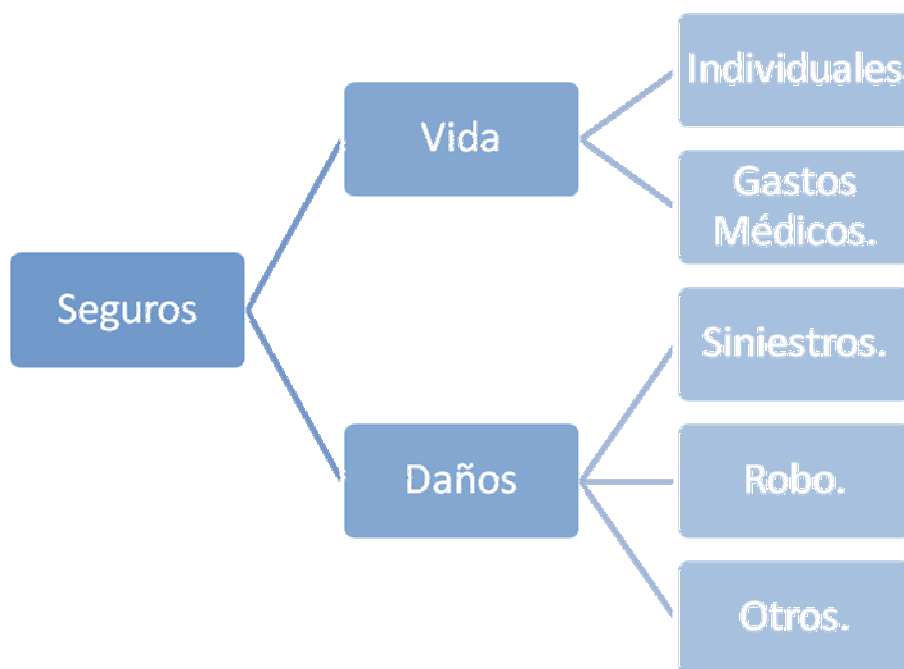 Seguros
Vida
Individuales.
Gastos
Médicos.
Daños
Siniestros.
Robo.
Otros.